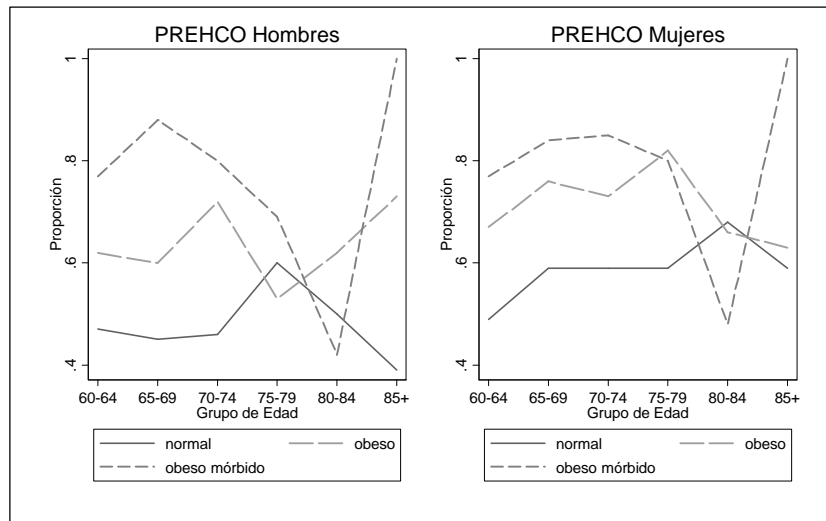 PREHCO Hombres
Proporción
1
.8
.6
.4
60-64 65-69 70-74 75-79 80-84 85+
Grupo de Edad
normal obeso
obeso mórbido
PREHCO Mujeres
Proporción
1
.8
.6
.4
60-64 65-69 70-74 75-79 80-84 85+
Grupo de Edad
normal obeso
obeso mórbido